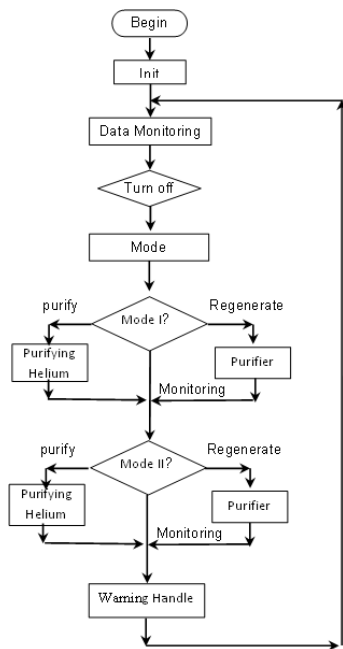 Begin
Init
Data Monitoring
Turn off
Mode
purify
Regenerate
Mode I?
Purifying
Helium
Purifier
Monitoring
purify
Regenerate
Mode II?
Purifying
Helium
Purifier
Monitoring
Warning Handle